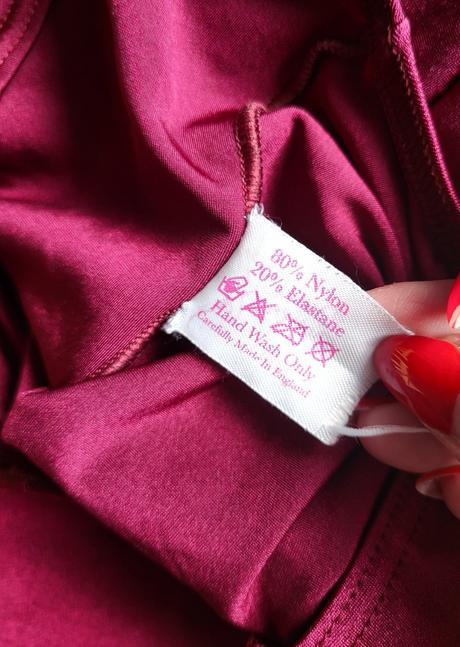 80% Nylon
20% Elastane
Hand Wash Only
Carefully Made In England